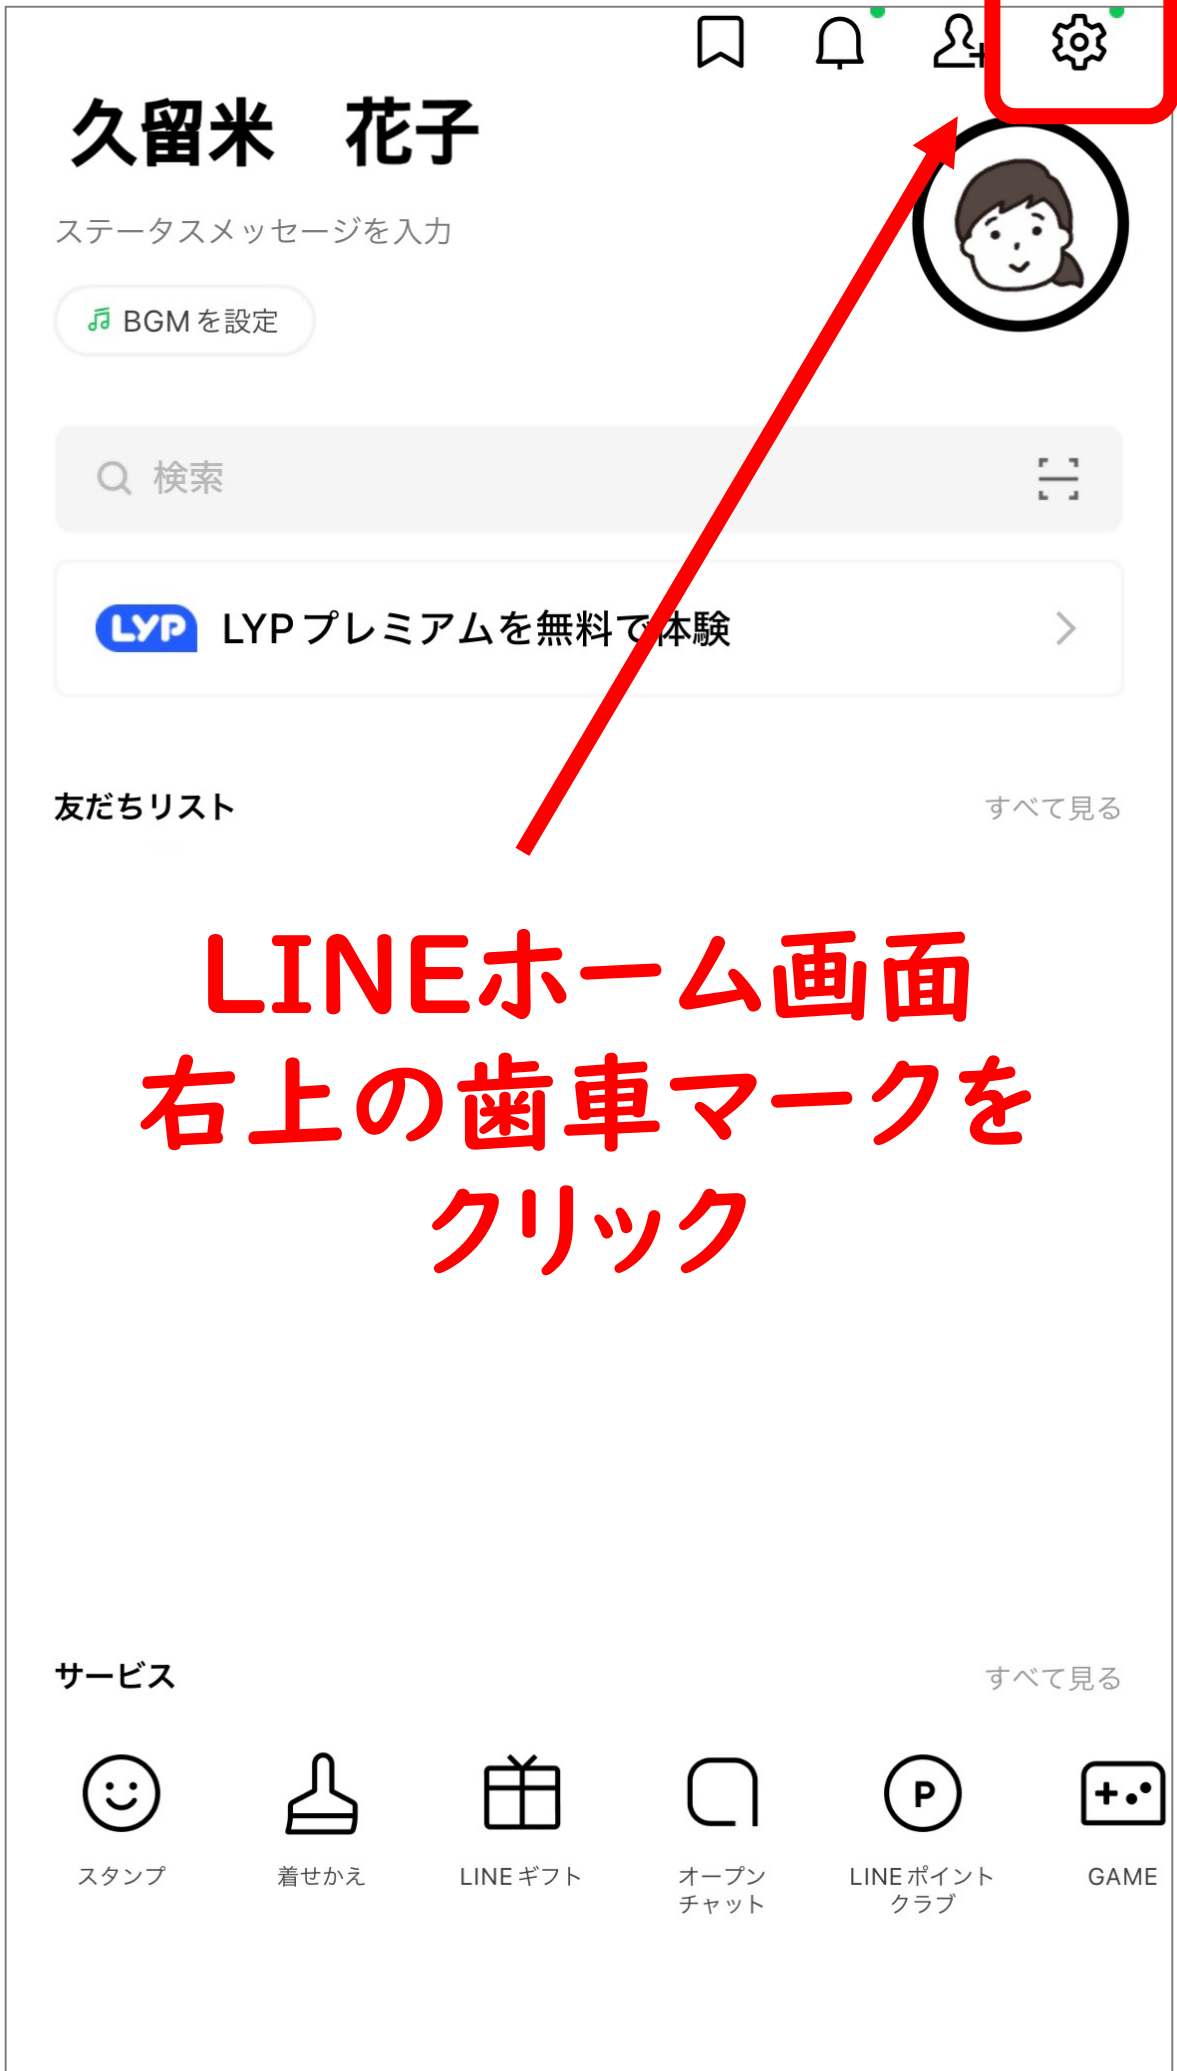 久留米　花子
ステータスメッセージを入力
BGMを設定
検索
LYP LYPプレミアムを無料で体験
友だちリスト すべて見る
LINEホーム画面
右上の歯車マークを
クリック
サービス すべて見る
P
スタンプ 着せかえ LINEギフト オープン LINEポイント GAME
チャット クラブ